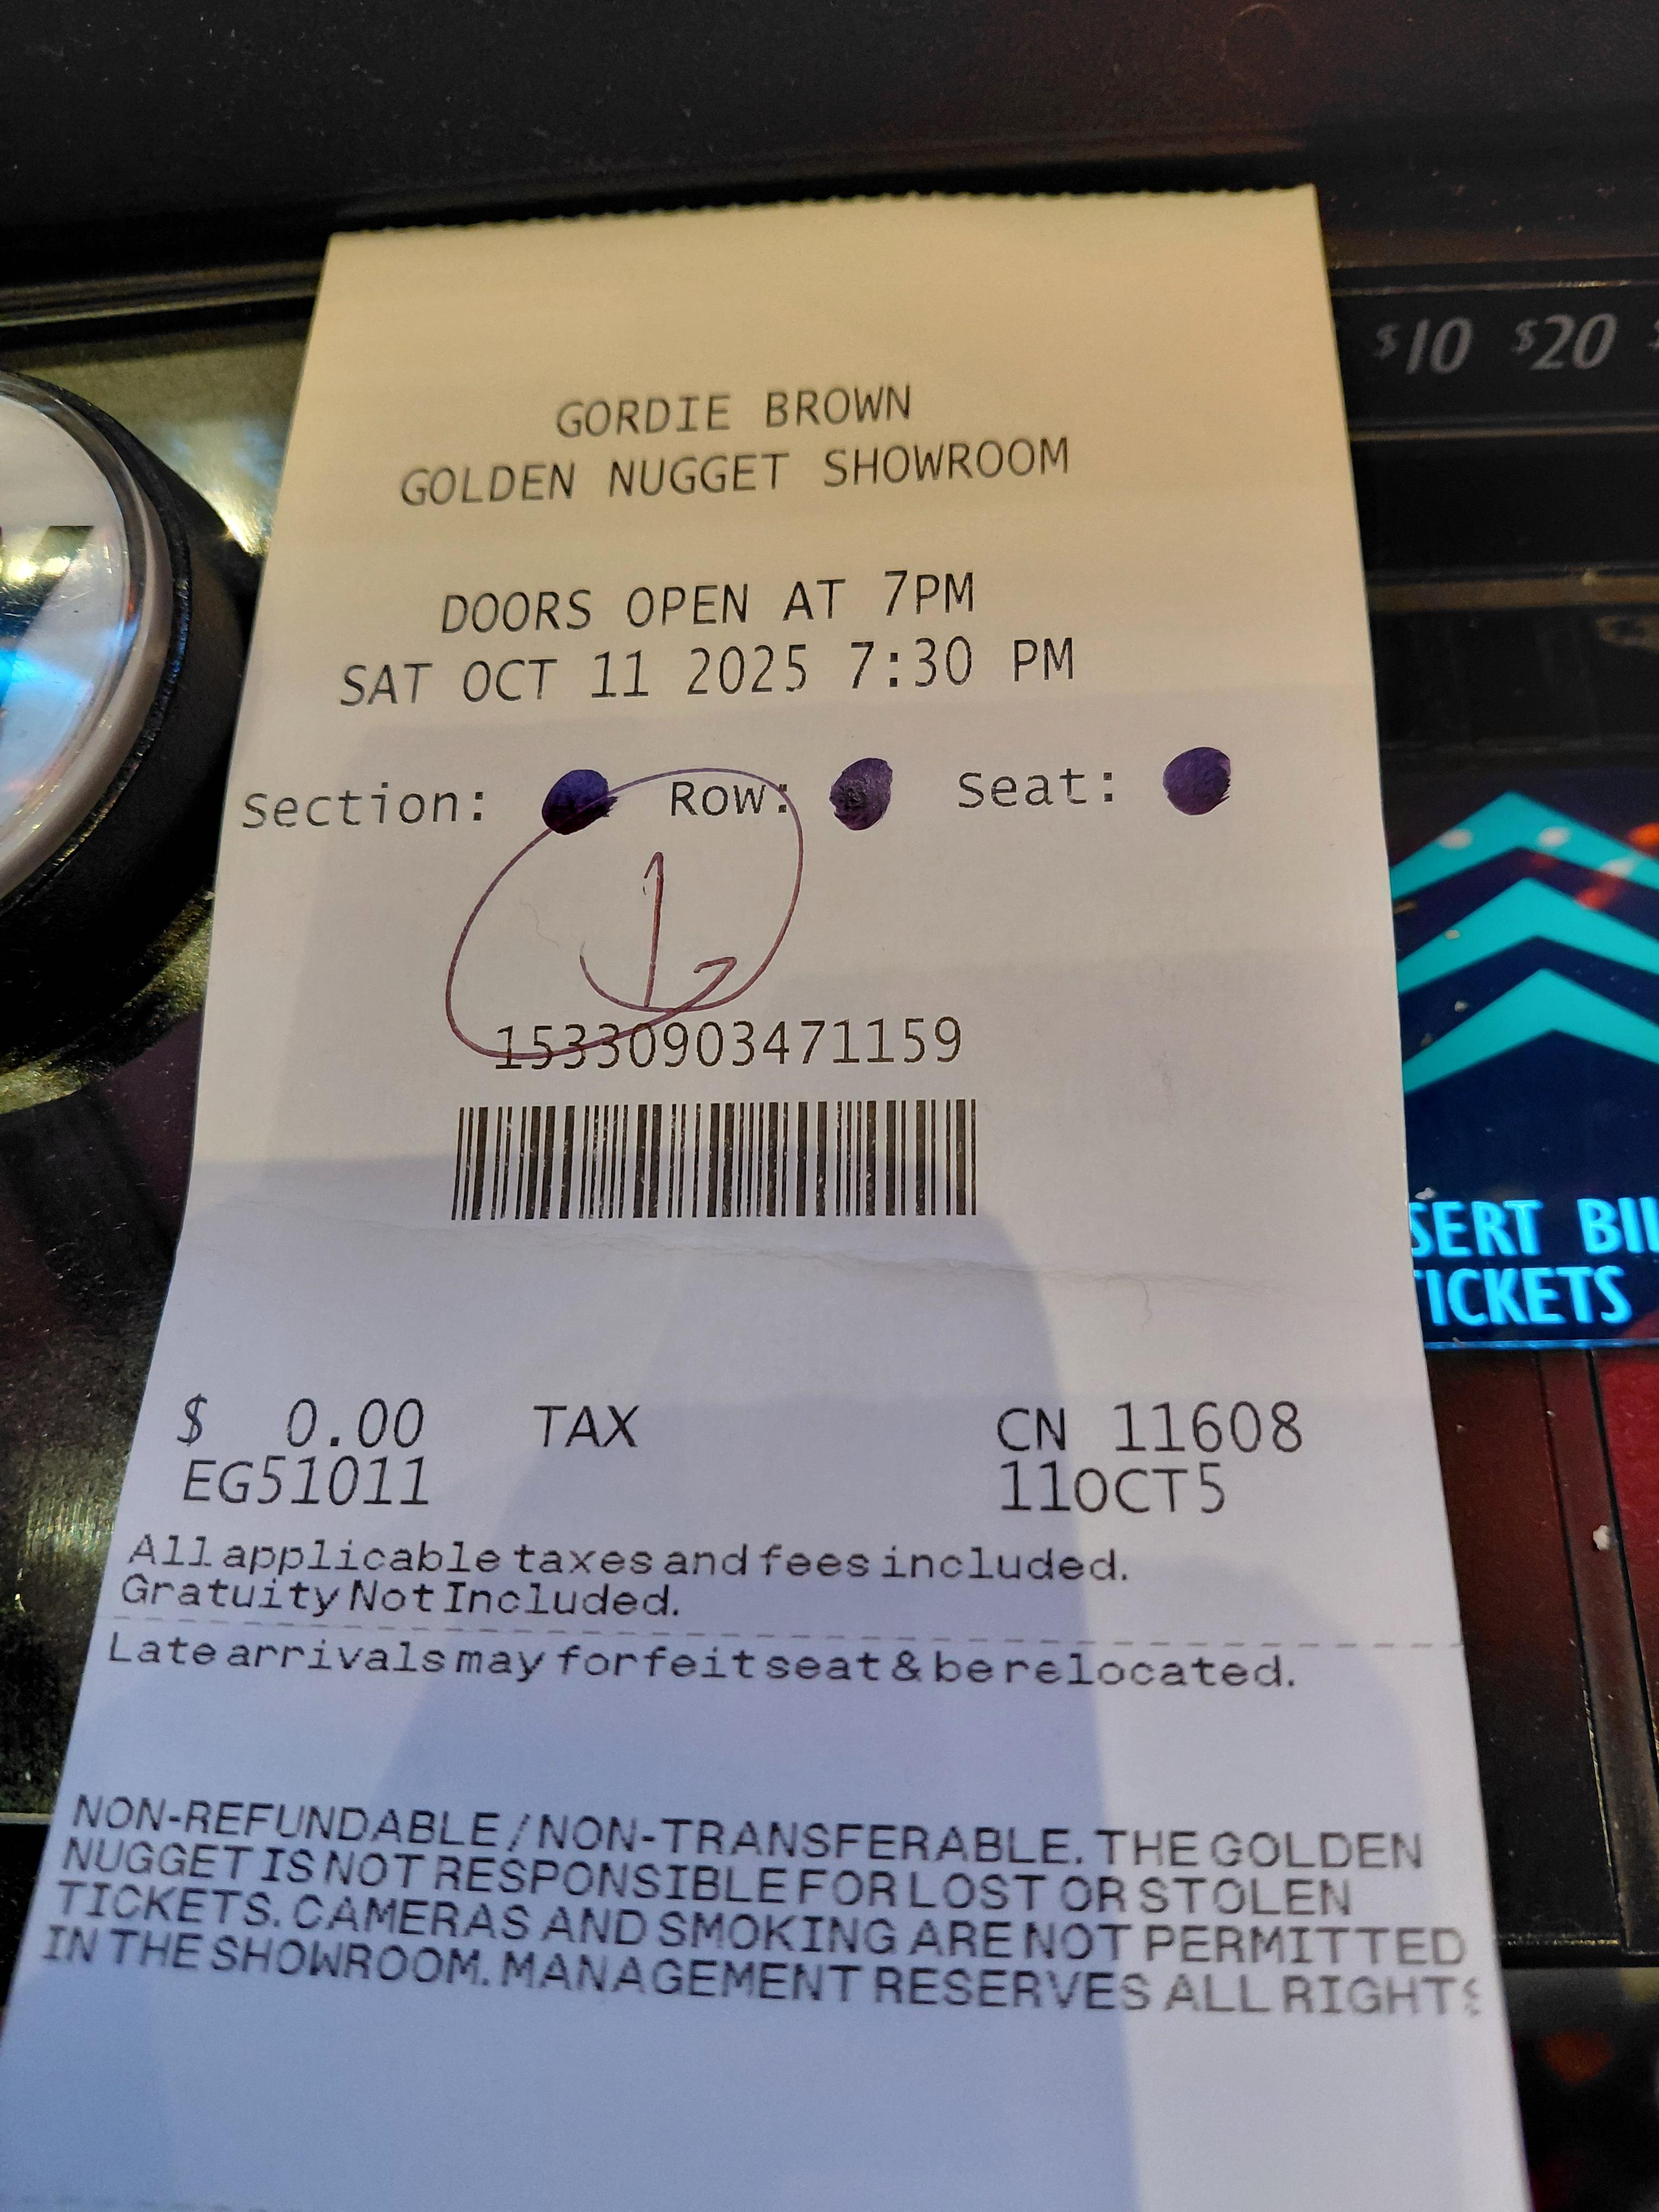 GORDIE BROWN
GOLDEN NUGGET SHOWROOM
DOORS OPEN AT 7PM
SAT OCT 11 2025 7:30 PM
Section: Row: Seat:
1
15330903471159
$ 0.00 TAX CN 11608
EG51011 11OCT5
All applicable taxes and fees included.
Gratuity Not Included.
Late arrivals may forfeit seat & be relocated.
NON-REFUNDABLE / NON-TRANSFERABLE. THE GOLDEN
NUGGET IS NOT RESPONSIBLE FOR LOST OR STOLEN
TICKETS. CAMERAS AND SMOKING ARE NOT PERMITTED
IN THE SHOWROOM. MANAGEMENT RESERVES ALL RIGHTS
$10 $20
SERT BIL
TICKETS